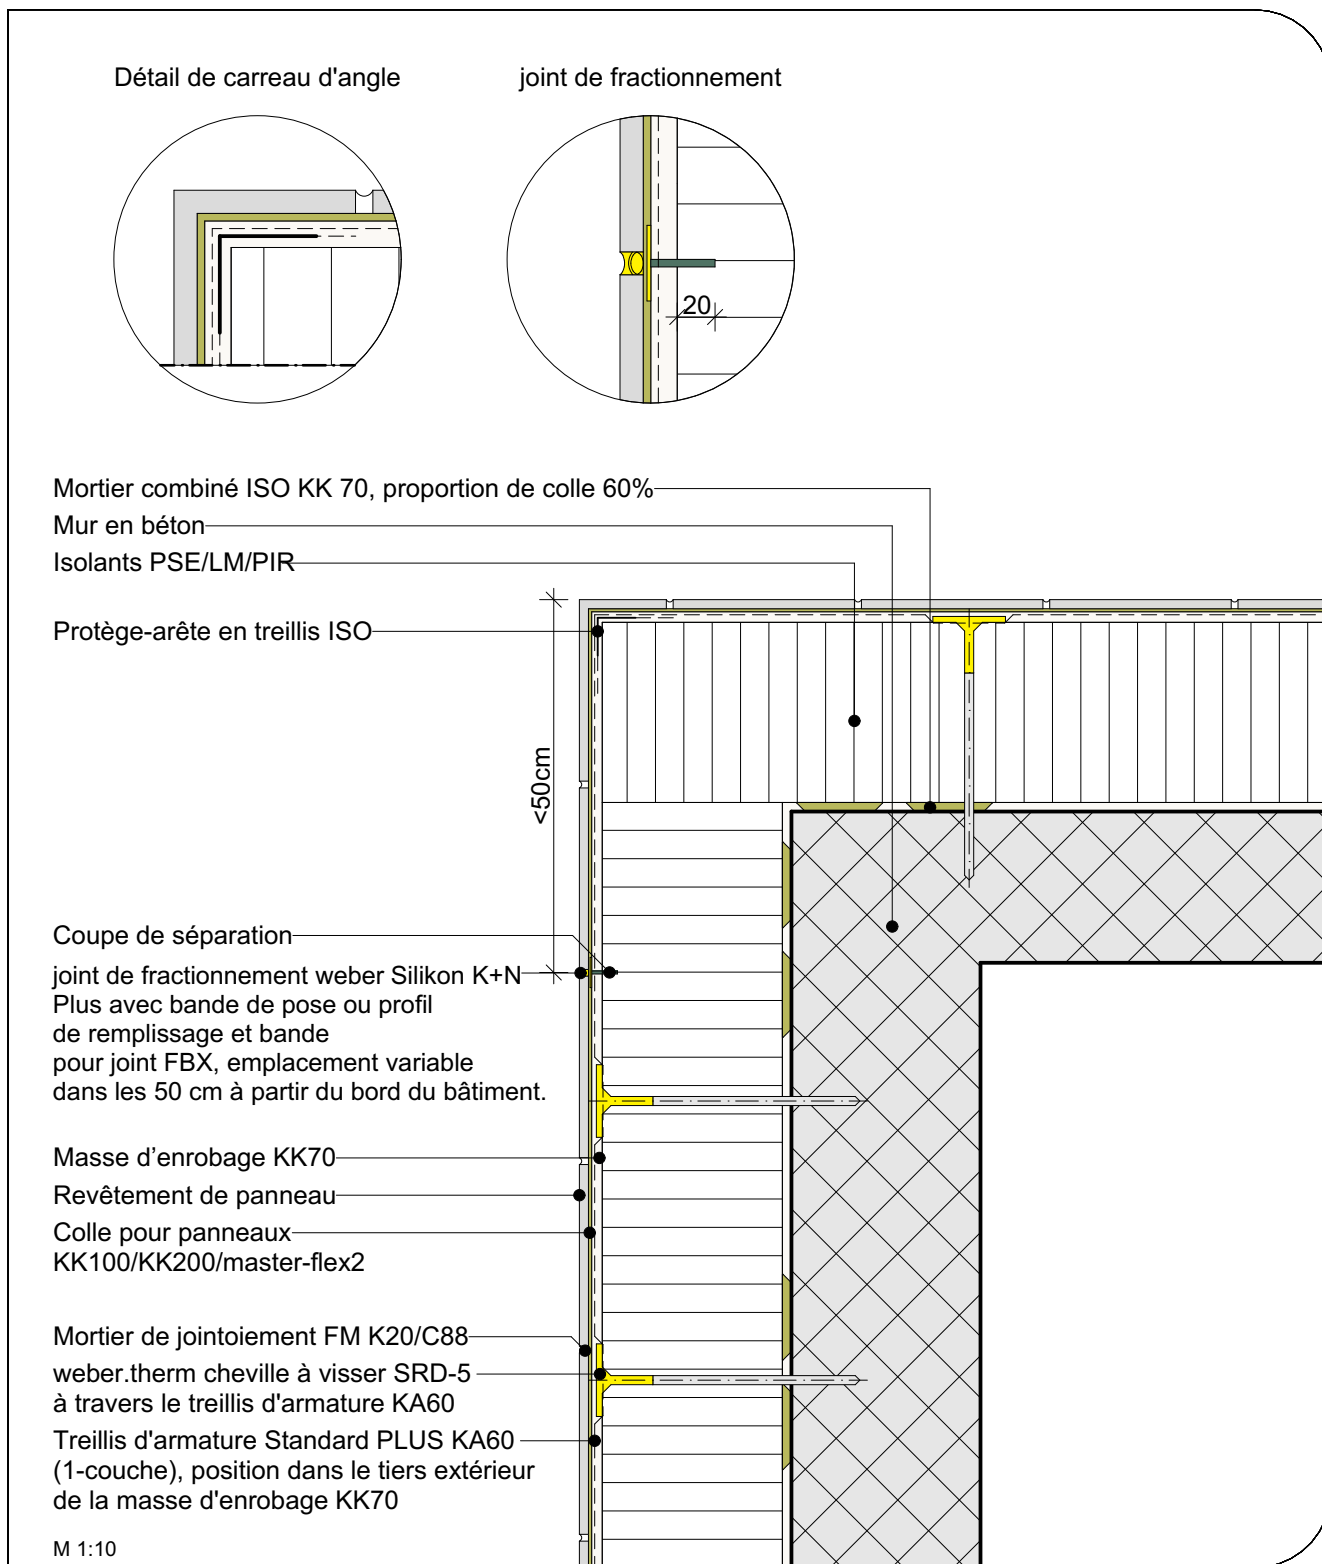 Détail de carreau d'angle
joint de fractionnement
20
Mortier combiné ISO KK 70, proportion de colle 60%
Mur en béton
Isolants PSE/LM/PIR
Protège-arête en treillis ISO
<50cm
Coupe de séparation
joint de fractionnement weber Silikon K+N
Plus avec bande de pose ou profil
de remplissage et bande
pour joint FBX, emplacement variable
dans les 50 cm à partir du bord du bâtiment.
Masse d’enrobage KK70
Revêtement de panneau
Colle pour panneaux
KK100/KK200/master-flex2
Mortier de jointoiement FM K20/C88
weber.therm cheville à visser SRD-5
à travers le treillis d'armature KA60
Treillis d'armature Standard PLUS KA60
(1-couche), position dans le tiers extérieur
de la masse d'enrobage KK70
M 1:10